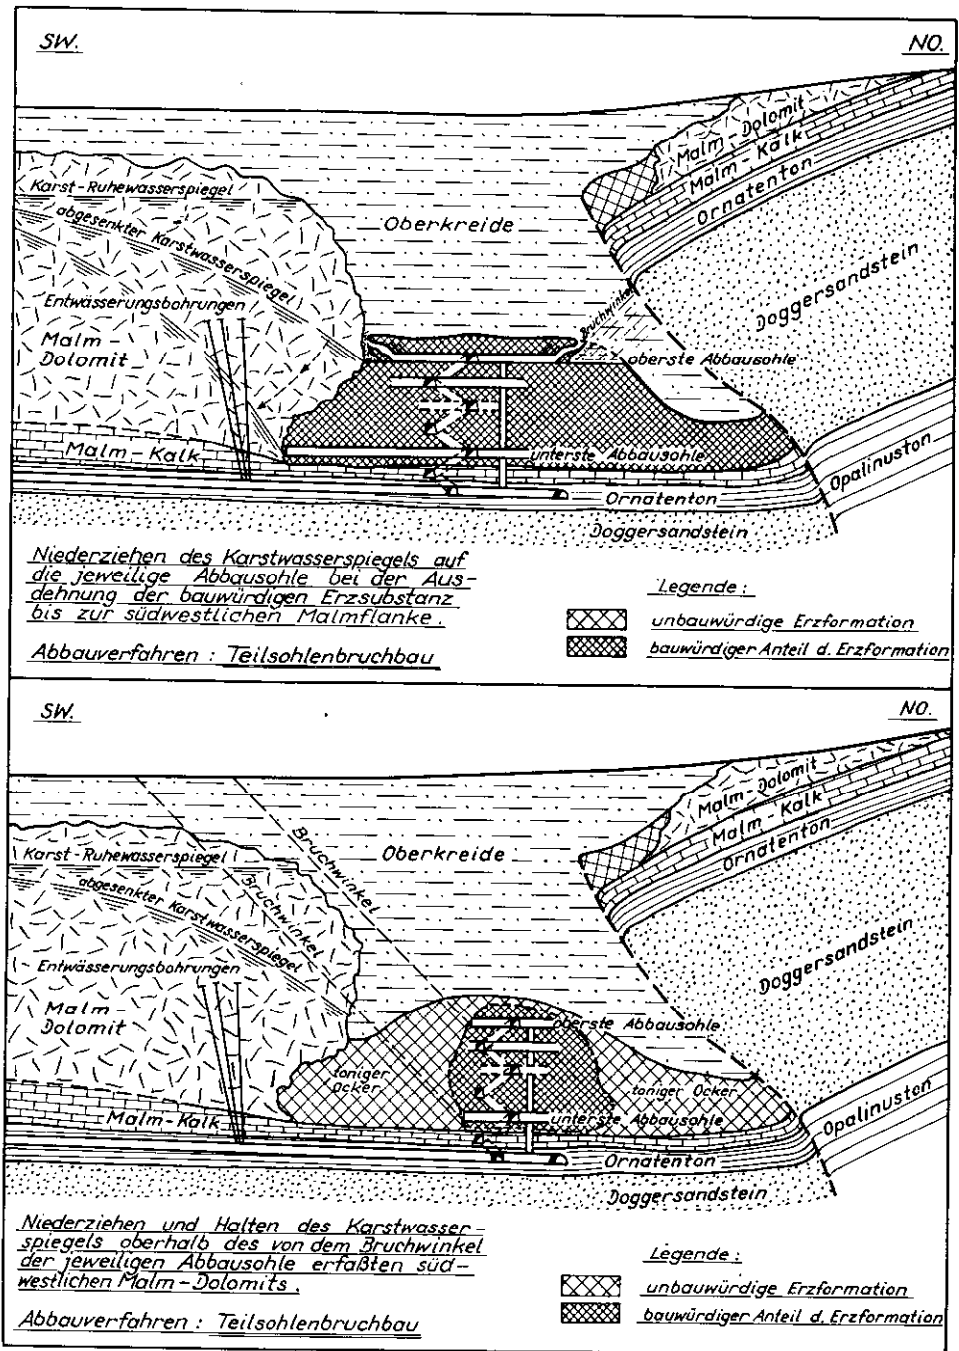 SW.
NO.
Malm-Dolomit
Malm-Kalk
Ornatenton
Karst-Ruhewasserspiegel
abgesenkter Karstwasserspiegel
Oberkreide
Doggersandstein
Entwässerungsbohrungen
Bruchwinkel
Malm-
Dolomit
oberste Abbausohle
Malm-Kalk
unterste Abbausohle
Opalinuston
Ornatenton
Doggersandstein
Niederziehen des Karstwasserspiegels auf
die jeweilige Abbausohle bei der Aus-
dehnung der bauwürdigen Erzsubstanz
bis zur südwestlichen Malmflanke.
Abbauverfahren : Teilsohlenbruchbau
Legende :
unbauwürdige Erzformation
bauwürdiger Anteil d. Erzformation
SW.
NO.
Malm-Dolomit
Malm-Kalk
Ornatenton
Bruchwinkel
Karst-Ruhewasserspiegel
Oberkreide
abgesenkter Karstwasserspiegel
Bruchwinkel
Doggersandstein
Entwässerungsbohrungen
Malm-
Dolomit
oberste Abbausohle
toniger
Ocker
toniger Ocker
Malm-Kalk
unterste Abbausohle
Opalinuston
Ornatenton
Doggersandstein
Niederziehen und Halten des Karstwasser-
spiegels oberhalb des von dem Bruchwinkel
der jeweiligen Abbausohle erfaßten süd-
westlichen Malm-Dolomits.
Abbauverfahren : Teilsohlenbruchbau
Legende :
unbauwürdige Erzformation
bauwürdiger Anteil d. Erzformation